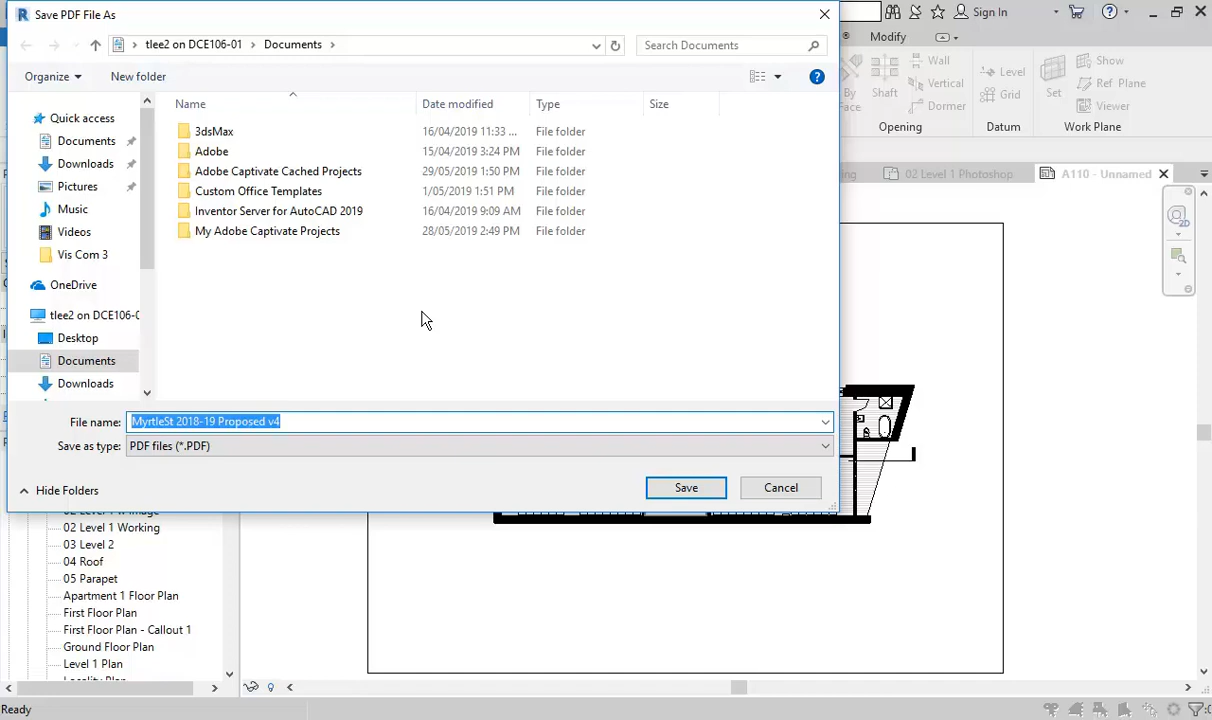 Save PDF File As
Sign In
tlee2 on DCE106-01 Documents
Search Documents
Modify
Organize
New folder
Wall
Vertical
Dormer
By
Face
Shaft
Opening
Level
Grid
Datum
Set
Show
Ref Plane
Viewer
Work Plane
02 Level 1 Photoshop
A110 - Unnamed
Name Date modified Type Size
3dsMax 16/04/2019 11:33 ... File folder
Adobe 15/04/2019 3:24 PM File folder
Adobe Captivate Cached Projects 29/05/2019 1:50 PM File folder
Custom Office Templates 1/05/2019 1:51 PM File folder
Inventor Server for AutoCAD 2019 16/04/2019 9:09 AM File folder
My Adobe Captivate Projects 28/05/2019 2:49 PM File folder
Quick access
Documents
Downloads
Pictures
Music
Videos
Vis Com 3
OneDrive
tlee2 on DCE106-0
Desktop
Documents
Downloads
File name: MyrtleSt 2018-19 Proposed v4
Save as type: PDF files (*.PDF)
Hide Folders
Save
Cancel
02 Level 1 Working
03 Level 2
04 Roof
05 Parapet
Apartment 1 Floor Plan
First Floor Plan
First Floor Plan - Callout 1
Ground Floor Plan
Level 1 Plan
Ready